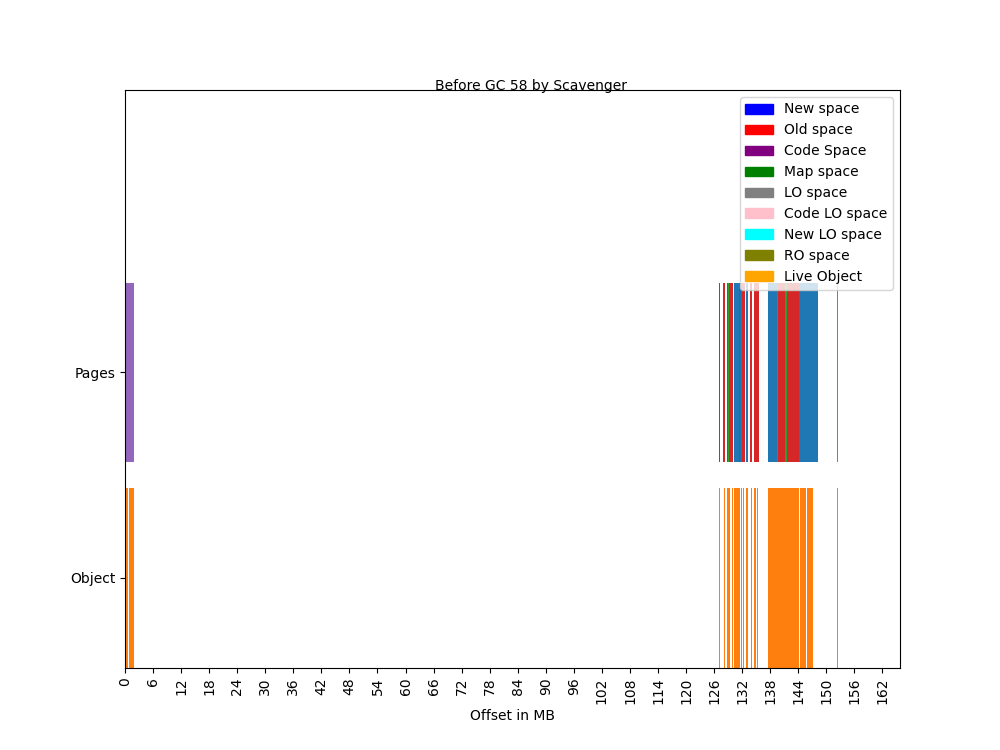 Before GC 58 by Scavenger
New space
Old space
Code Space
Map space
LO space
Code LO space
New LO space
RO space
Live Object
Pages
Object
0 6 12 18 24 30 36 42 48 54 60 66 72 78 84 90 96 102 108 114 120 126 132 138 144 150 156 162
Offset in MB